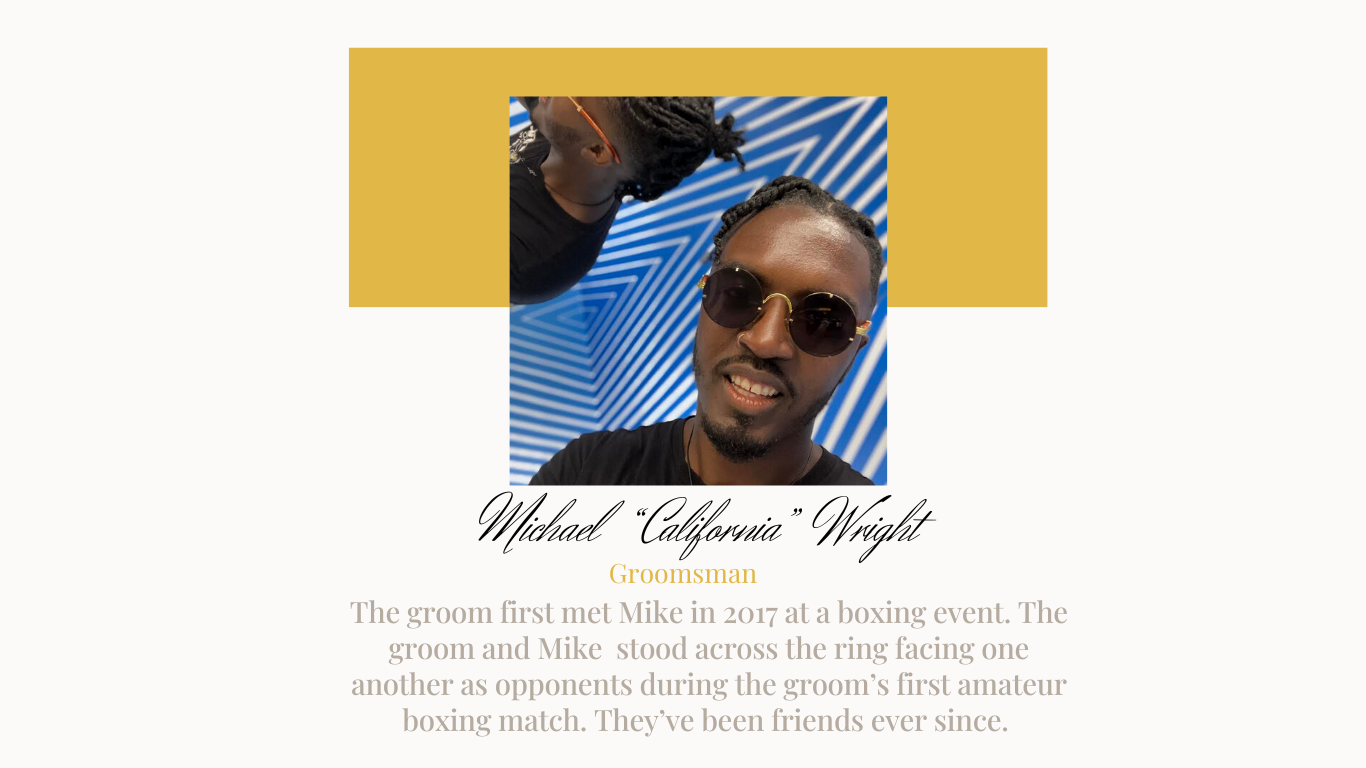 Michael “California” Wright
Groomsman
The groom first met Mike in 2017 at a boxing event. The
groom and Mike  stood across the ring facing one
another as opponents during the groom’s first amateur
boxing match. They’ve been friends ever since.